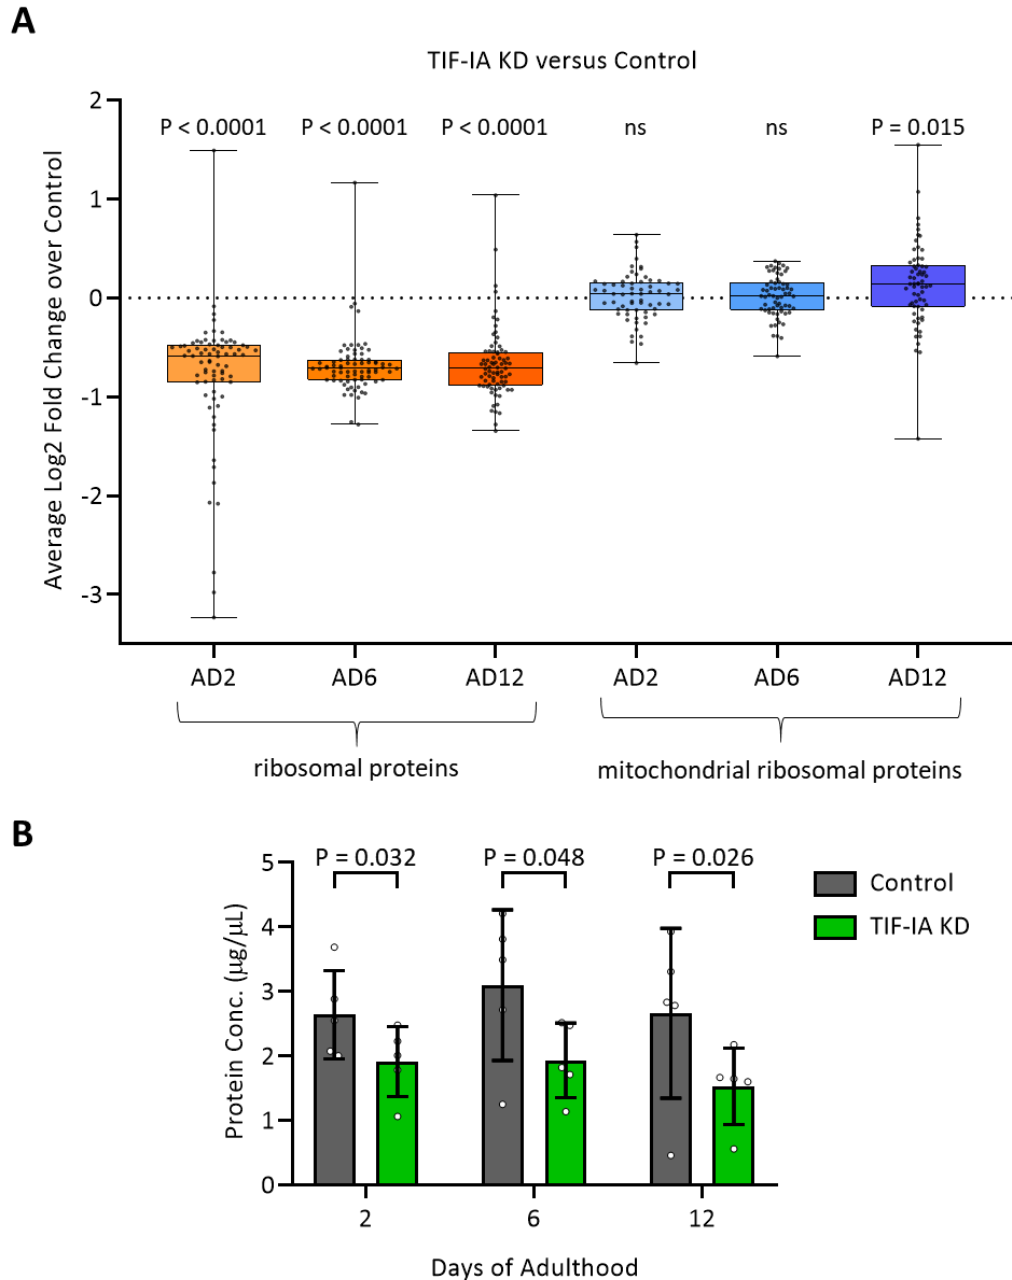 A
TIF-IA KD versus Control
Average Log2 Fold Change over Control
2
1
0
-1
-2
-3
P < 0.0001
P < 0.0001
P < 0.0001
ns
ns
P = 0.015
AD2
AD6
AD12
AD2
AD6
AD12
ribosomal proteins
mitochondrial ribosomal proteins
B
Protein Conc. (µg/µL)
5
4
3
2
1
0
P = 0.032
P = 0.048
P = 0.026
Control
TIF-IA KD
2
6
12
Days of Adulthood